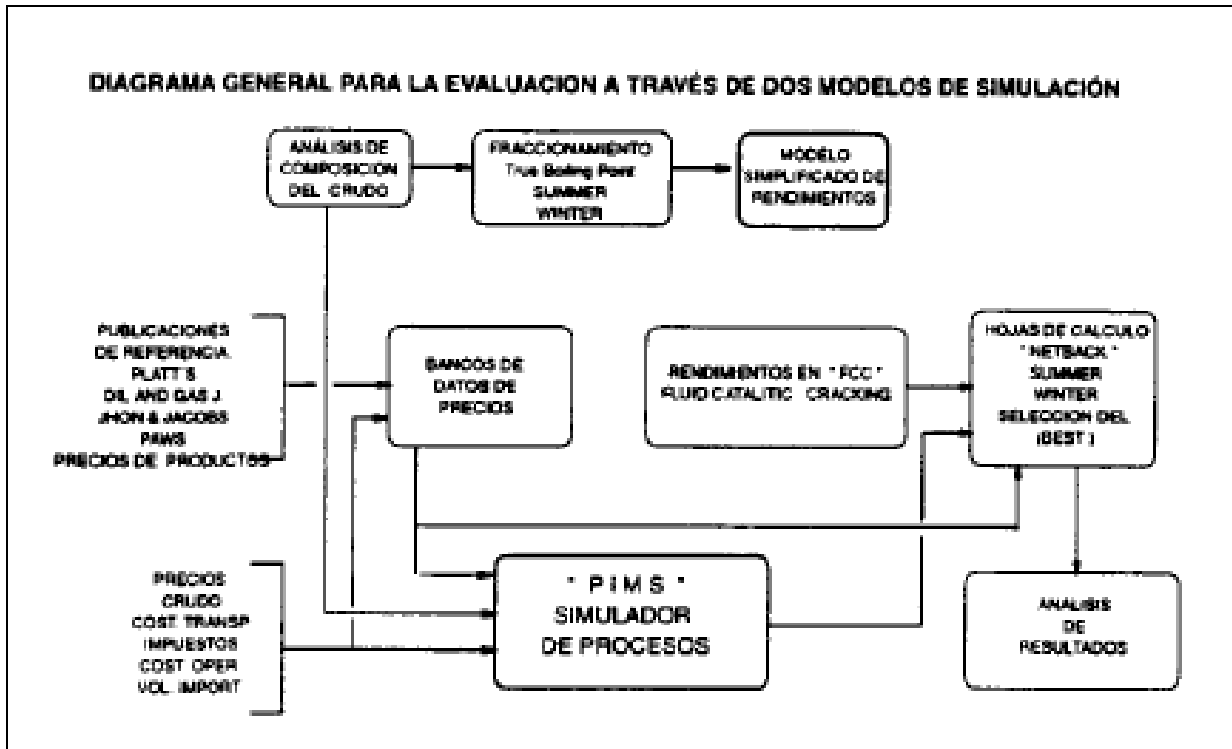 DIAGRAMA GENERAL PARA LA EVALUACION A TRAVÉS DE DOS MODELOS DE SIMULACIÓN
ANÁLISIS DE
COMPOSICION
DEL CRUDO
FRACCIONAMIENTO
True Boiling Point
SUMMER
WINTER
MODELO
SIMPLIFICADO DE
RENDIMIENTOS
PUBLICACIONES
DE REFERENCIA
PLATT'S
OIL AND GAS J.
JHON & JACOBS
PAWS
PRECIOS DE PRODUCTOS
BANCOS DE
DATOS DE
PRECIOS
RENDIMIENTOS EN "FCC"
FLUID CATALITIC CRACKING
HOJAS DE CALCULO
"NETBACK"
SUMMER
WINTER
SELECCION DEL
(BEST)
PRECIOS
CRUDO
COST. TRANSP
IMPUESTOS
COST. OPER
VOL. IMPORT
"PIMS"
SIMULADOR
DE PROCESOS
ANALISIS
DE
RESULTADOS